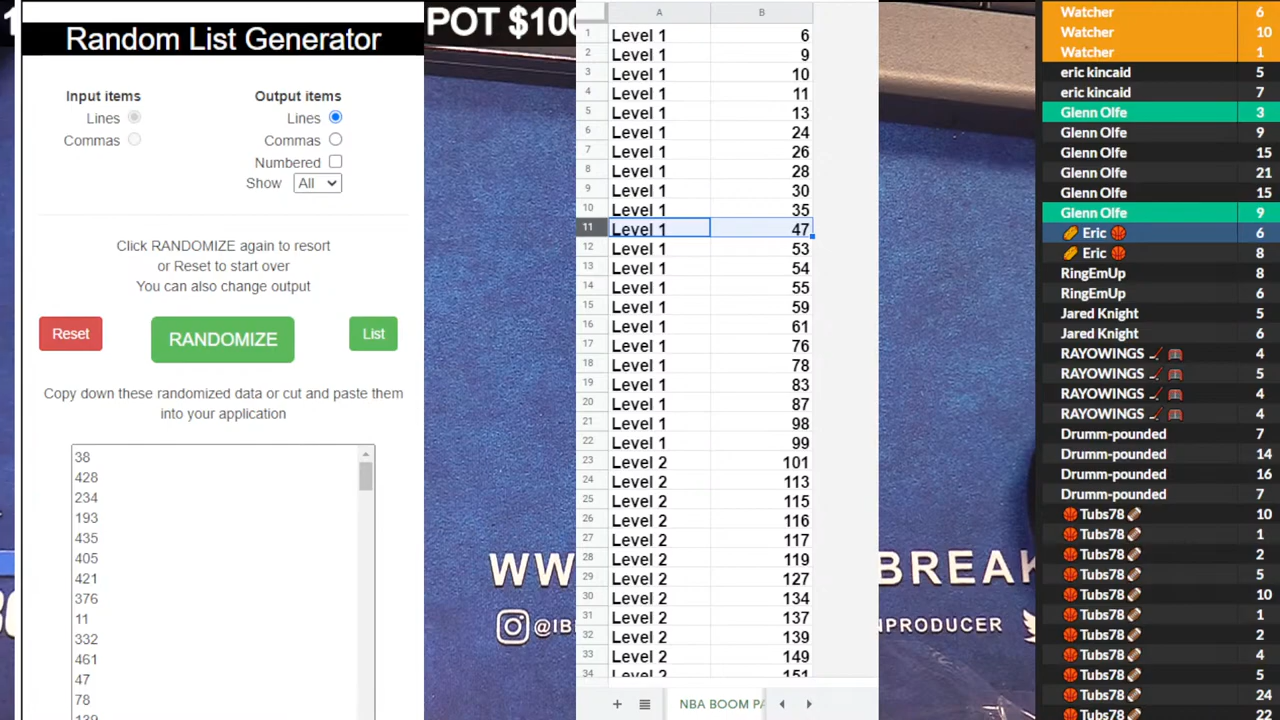 POT $100
Random List Generator
Input items
Lines
Commas
Output items
Lines
Commas
Numbered
Show All
Click RANDOMIZE again to resort
or Reset to start over
You can also change output
Reset
RANDOMIZE
List
Copy down these randomized data or cut and paste them
into your application
38
428
234
193
435
405
421
376
11
332
461
47
78
139
A B
1 Level 1 6
2 Level 1 9
3 Level 1 10
4 Level 1 11
5 Level 1 13
6 Level 1 24
7 Level 1 26
8 Level 1 28
9 Level 1 30
10 Level 1 35
11 Level 1 47
12 Level 1 53
13 Level 1 54
14 Level 1 55
15 Level 1 59
16 Level 1 61
17 Level 1 76
18 Level 1 78
19 Level 1 83
20 Level 1 87
21 Level 1 98
22 Level 1 99
23 Level 2 101
24 Level 2 113
25 Level 2 115
26 Level 2 116
27 Level 2 117
28 Level 2 119
29 Level 2 127
30 Level 2 134
31 Level 2 137
32 Level 2 139
33 Level 2 149
34 Level 2 151
NBA BOOM PA
WW
BREAK
@IB
NPRODUCER
Watcher 6
Watcher 10
Watcher 1
eric kincaid 5
eric kincaid 7
Glenn Olfe 3
Glenn Olfe 9
Glenn Olfe 15
Glenn Olfe 21
Glenn Olfe 15
Glenn Olfe 9
🥜 Eric 🏀 6
🥜 Eric 🏀 8
RingEmUp 8
RingEmUp 6
Jared Knight 5
Jared Knight 6
RAYOWINGS 🏒 🥅 4
RAYOWINGS 🏒 🥅 5
RAYOWINGS 🏒 🥅 4
RAYOWINGS 🏒 🥅 4
Drumm-pounded 7
Drumm-pounded 14
Drumm-pounded 16
Drumm-pounded 7
🏀 Tubs78 🏈 10
🏀 Tubs78 🏈 1
🏀 Tubs78 🏈 2
🏀 Tubs78 🏈 5
🏀 Tubs78 🏈 10
🏀 Tubs78 🏈 1
🏀 Tubs78 🏈 2
🏀 Tubs78 🏈 4
🏀 Tubs78 🏈 5
🏀 Tubs78 🏈 24
🏀 Tubs78 🏈 22